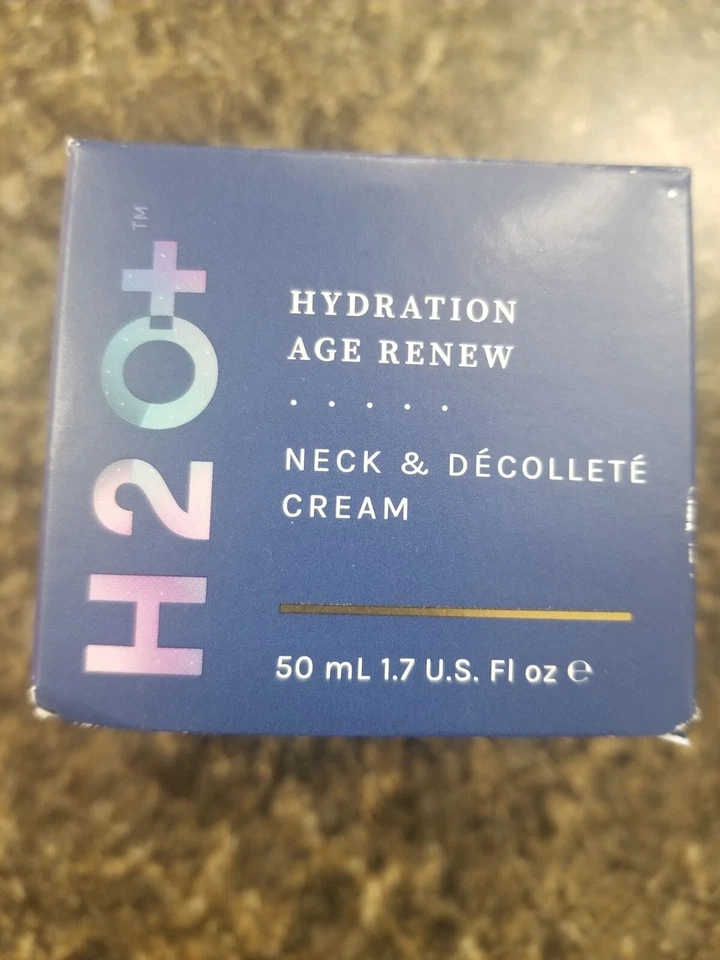 H2O+™
HYDRATION
AGE RENEW
NECK & DÉCOLLETÉ
CREAM
50 mL 1.7 U.S. Fl oz ℮